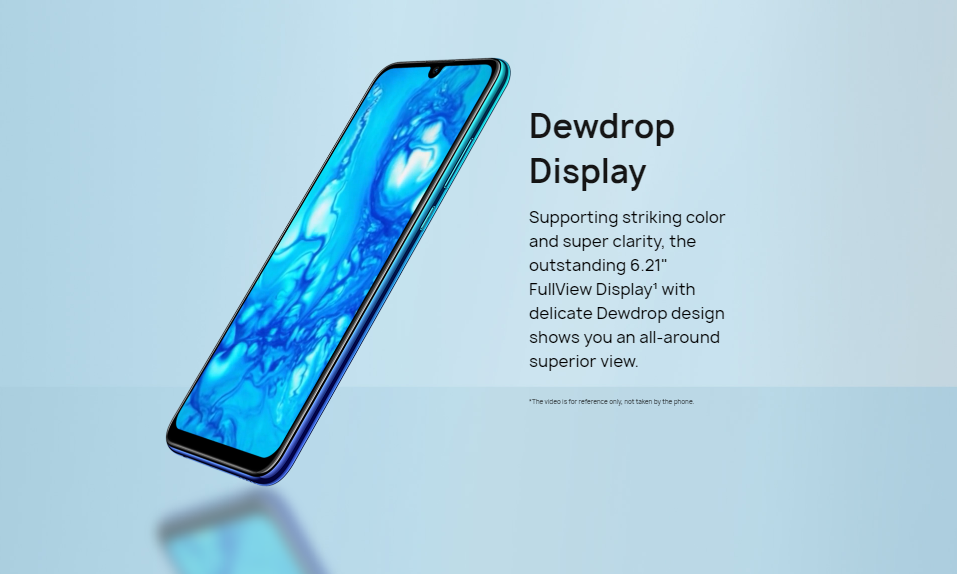 Dewdrop
Display
Supporting striking color
and super clarity, the
outstanding 6.21"
FullView Display¹ with
delicate Dewdrop design
shows you an all-around
superior view.
*The video is for reference only, not taken by the phone.